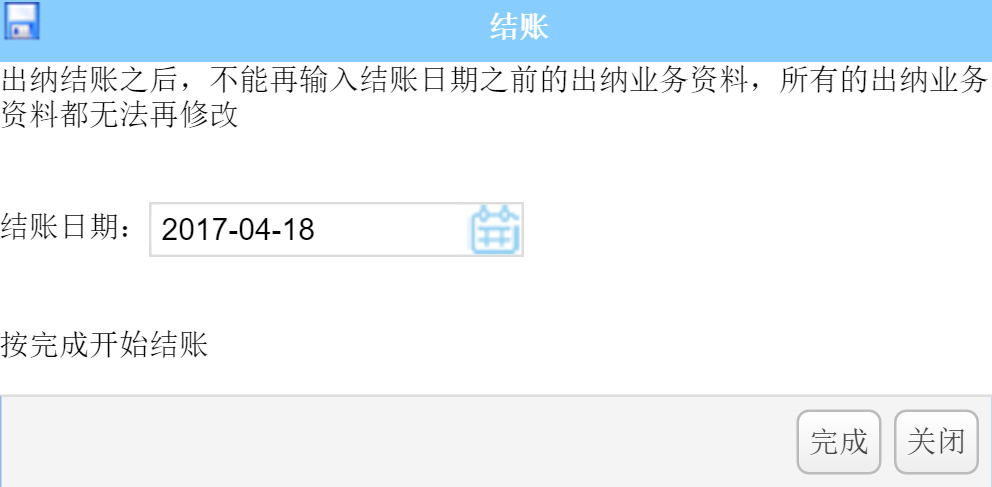 结账
出纳结账之后，不能再输入结账日期之前的出纳业务资料，所有的出纳业务
资料都无法再修改
结账日期：2017-04-18
按完成开始结账
完成 关闭